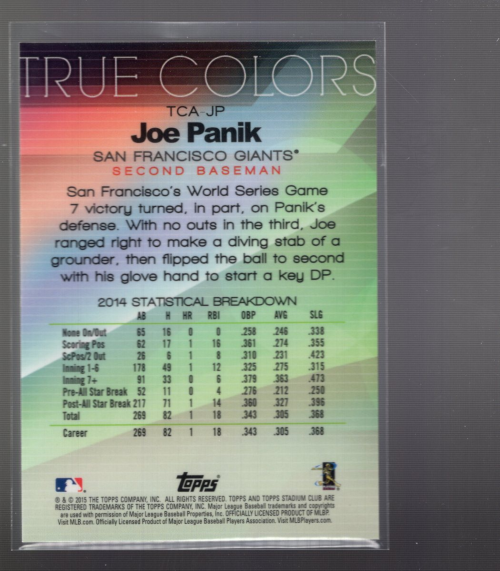 TRUE COLORS
TCA-JP
Joe Panik
SAN FRANCISCO GIANTS®
SECOND BASEMAN
San Francisco's World Series Game
7 victory turned, in part, on Panik's
defense. With no outs in the third, Joe
ranged right to make a diving stab of a
grounder, then flipped the ball to second
with his glove hand to start a key DP.
2014 STATISTICAL BREAKDOWN
AB H HR RBI OBP AVG SLG
None On/Out 65 16 0 0 .258 .246 .338
Scoring Pos 62 17 1 16 .361 .274 .355
ScPos/2 Out 26 6 1 8 .310 .231 .423
Inning 1-6 178 49 1 12 .325 .275 .315
Inning 7+ 91 33 0 6 .379 .363 .473
Pre-All Star Break 52 11 0 4 .276 .212 .250
Post-All Star Break 217 71 1 14 .360 .327 .396
Total 269 82 1 18 .343 .305 .368
Career 269 82 1 18 .343 .305 .368
Topps
® & © 2015 THE TOPPS COMPANY, INC. ALL RIGHTS RESERVED. TOPPS AND TOPPS STADIUM CLUB ARE
REGISTERED TRADEMARKS OF THE TOPPS COMPANY, INC. Major League Baseball trademarks and copyrights
are used with permission of Major League Baseball Properties, Inc. OFFICIALLY LICENSED PRODUCT OF MLBP.
Visit MLB.com. Officially Licensed Product of Major League Baseball Players Association. Visit MLBPlayers.com.